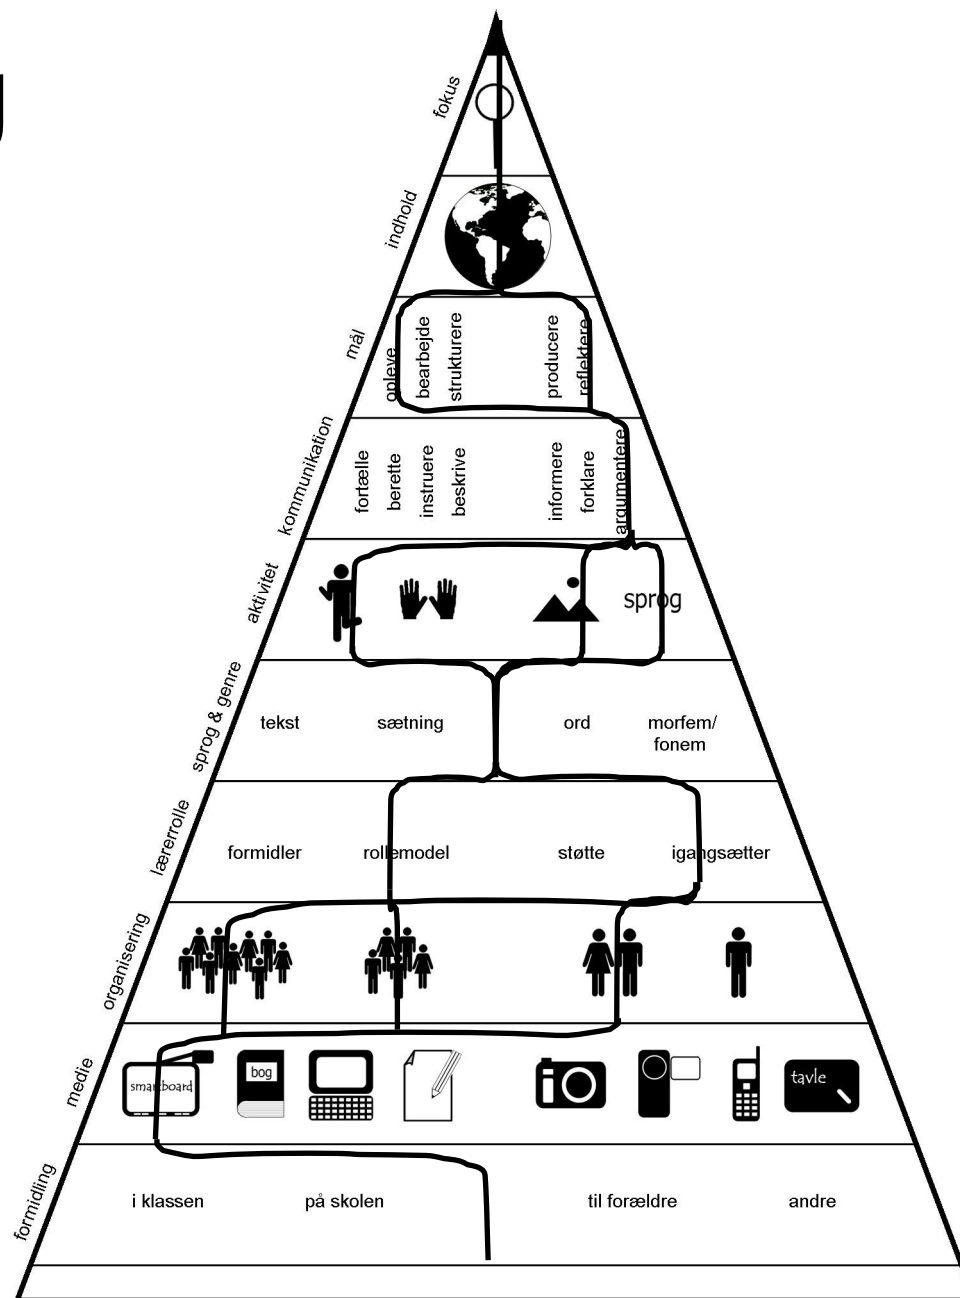 fokus
indhold
mål
opleve
bearbejde
strukturere
producere
reflektere
kommunikation
fortælle
berette
instruere
beskrive
informere
forklare
argumentere
aktivitet
sprog
sprog & genre
tekst
sætning
ord
morfem/
fonem
lærerrolle
formidler
rollemodel
støtte
igangsætter
organisering
medie
smartboard
bog
tavle
formidling
i klassen
på skolen
til forældre
andre